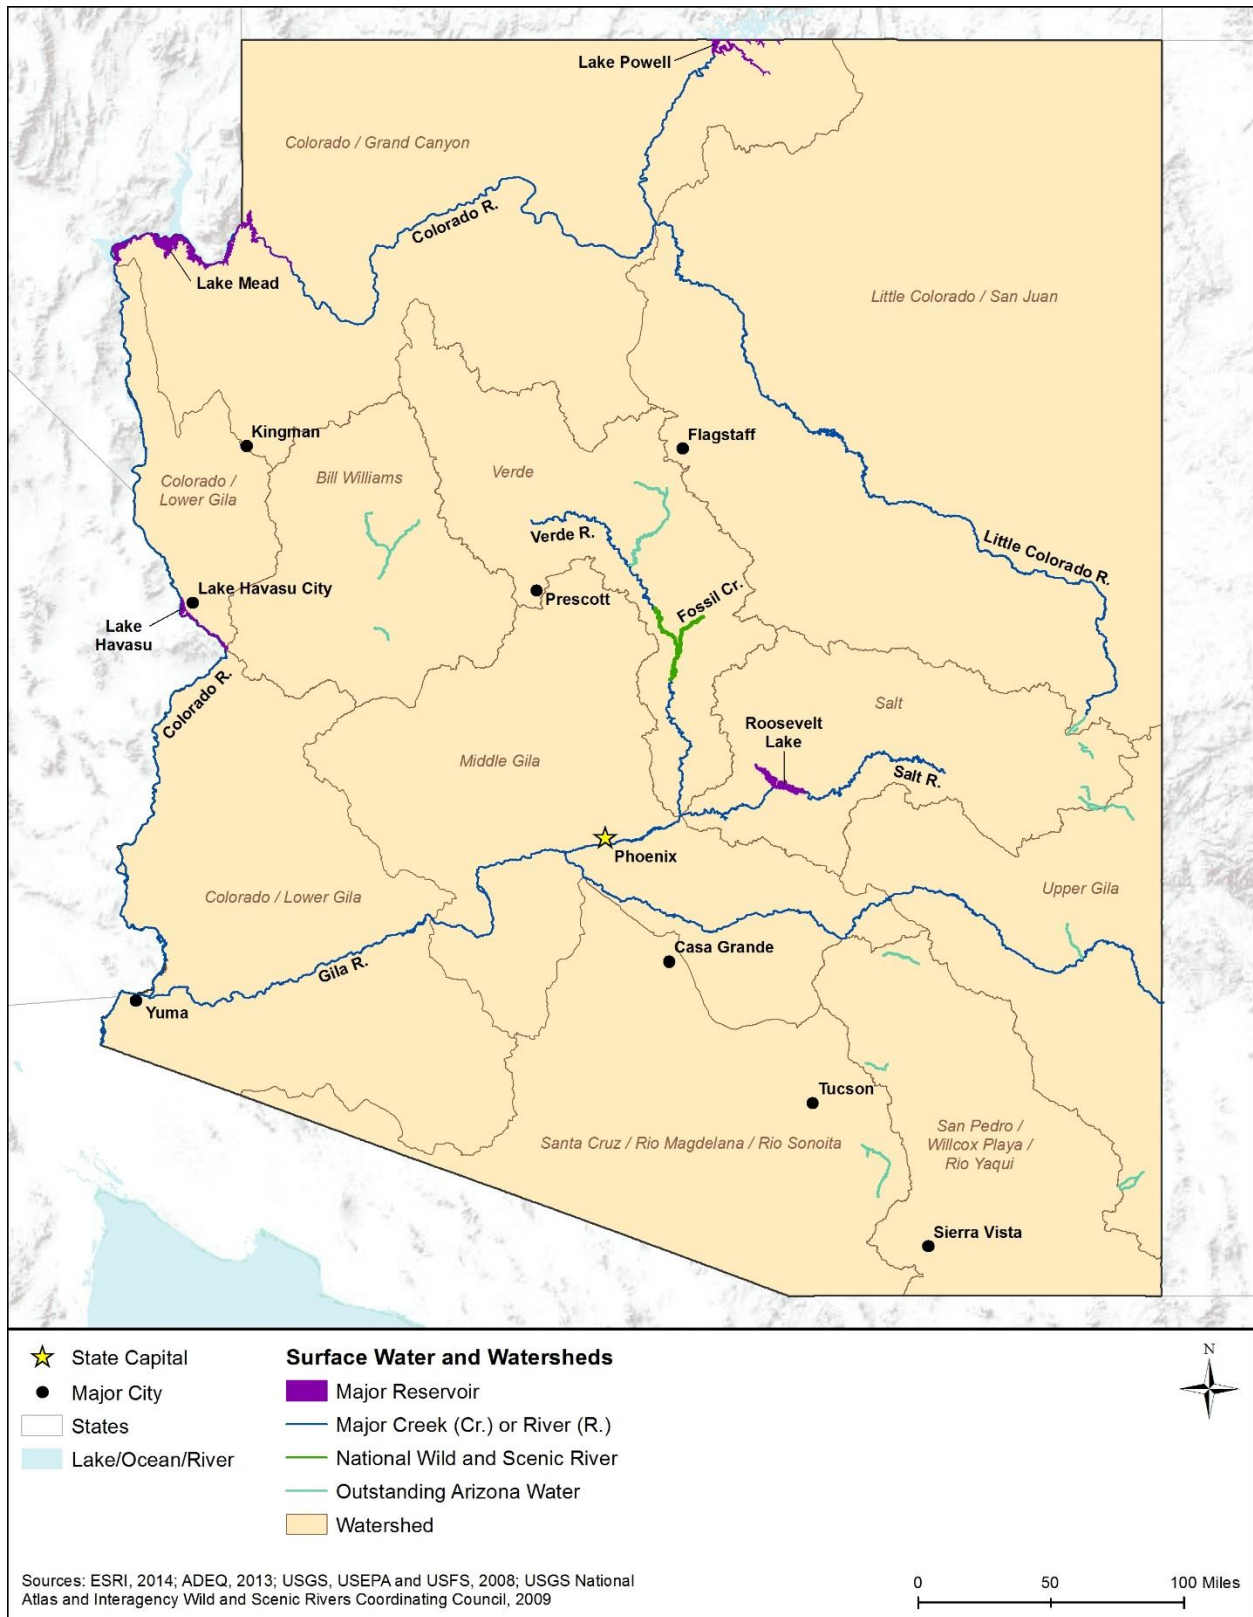 Lake Powell
Colorado / Grand Canyon
Colorado R.
Lake Mead
Little Colorado / San Juan
Kingman
Flagstaff
Colorado /
Lower Gila
Bill Williams
Verde
Verde R.
Little Colorado R.
Lake Havasu City
Prescott
Fossil Cr.
Lake
Havasu
Colorado R.
Salt
Roosevelt
Lake
Middle Gila
Salt R.
Phoenix
Colorado / Lower Gila
Upper Gila
Casa Grande
Gila R.
Yuma
Tucson
Santa Cruz / Rio Magdelana / Rio Sonoita
San Pedro /
Willcox Playa /
Rio Yaqui
Sierra Vista
State Capital
Major City
States
Lake/Ocean/River
Surface Water and Watersheds
Major Reservoir
Major Creek (Cr.) or River (R.)
National Wild and Scenic River
Outstanding Arizona Water
Watershed
N
Sources: ESRI, 2014; ADEQ, 2013; USGS, USEPA and USFS, 2008; USGS National
Atlas and Interagency Wild and Scenic Rivers Coordinating Council, 2009
0 50 100 Miles